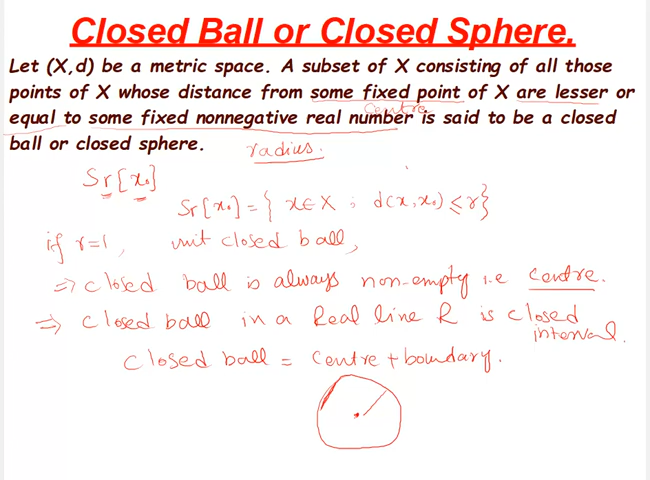 Closed Ball or Closed Sphere.
Let (X,d) be a metric space. A subset of X consisting of all those
points of X whose distance from some fixed point of X are lesser or
centre
equal to some fixed nonnegative real number is said to be a closed
ball or closed sphere.
radius.
Sr[x₀]
Sr[x₀] = { x∈X ; d(x,x₀) ≤ r}
if r=1, unit closed ball,
⇒ closed ball is always non-empty i.e centre.
⇒ closed ball in a Real line R is closed
interval.
closed ball = centre + boundary.